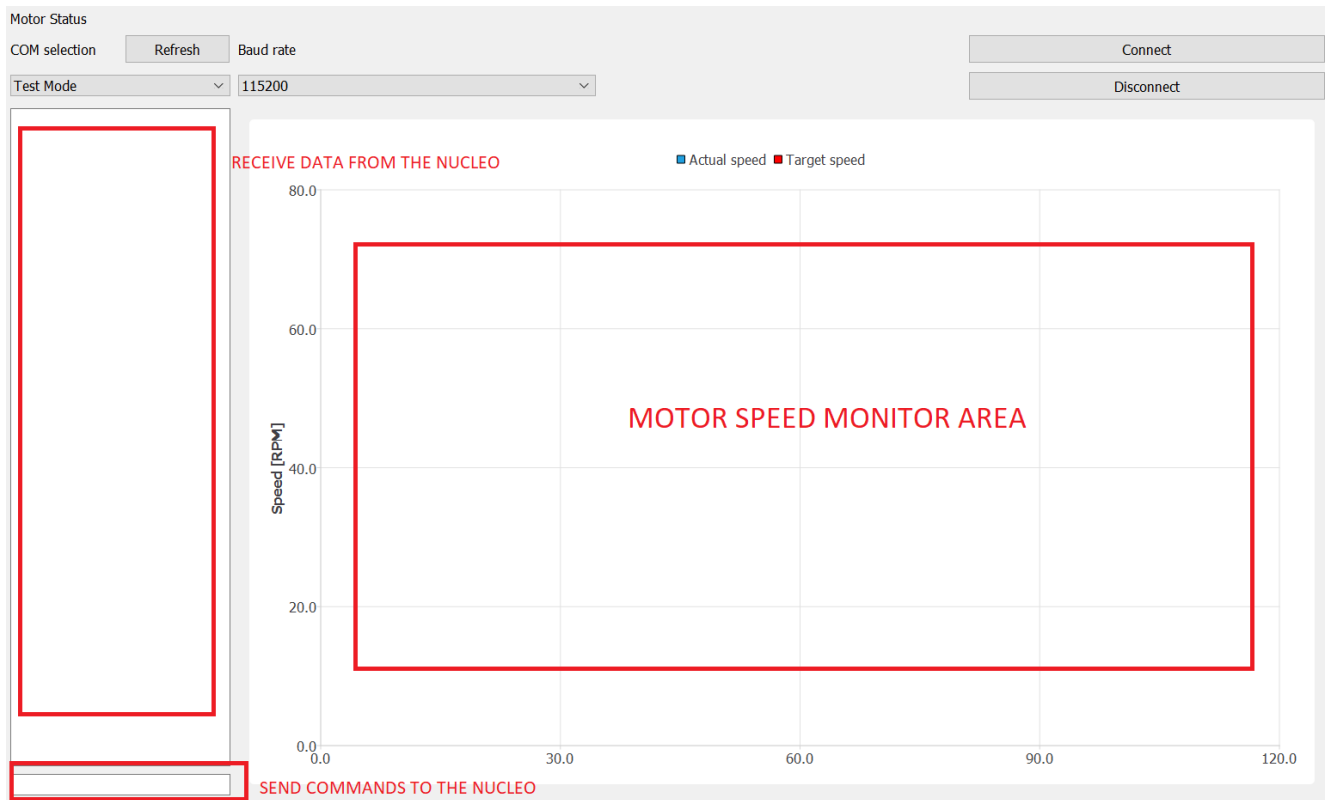 Motor Status
COM selection Refresh Baud rate Connect
Test Mode 115200 Disconnect
RECEIVE DATA FROM THE NUCLEO
Actual speed Target speed
80.0
60.0
MOTOR SPEED MONITOR AREA
Speed [RPM]
40.0
20.0
0.0
0.0 30.0 60.0 90.0 120.0
SEND COMMANDS TO THE NUCLEO